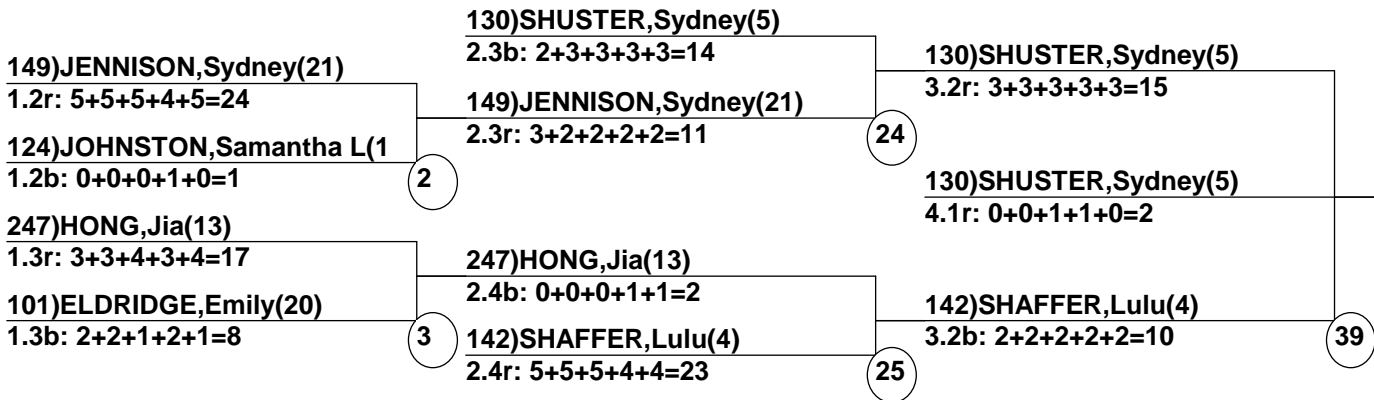 149)JENNISON,Sydney(21)
1.2r: 5+5+5+4+5=24
124)JOHNSTON,Samantha L(1
1.2b: 0+0+0+1+0=1
2
247)HONG,Jia(13)
1.3r: 3+3+4+3+4=17
101)ELDRIDGE,Emily(20)
1.3b: 2+2+1+2+1=8
3
130)SHUSTER,Sydney(5)
2.3b: 2+3+3+3+3=14
149)JENNISON,Sydney(21)
2.3r: 3+2+2+2+2=11
24
247)HONG,Jia(13)
2.4b: 0+0+0+1+1=2
142)SHAFFER,Lulu(4)
2.4r: 5+5+5+4+4=23
25
130)SHUSTER,Sydney(5)
3.2r: 3+3+3+3+3=15
130)SHUSTER,Sydney(5)
4.1r: 0+0+1+1+0=2
142)SHAFFER,Lulu(4)
3.2b: 2+2+2+2+2=10
39